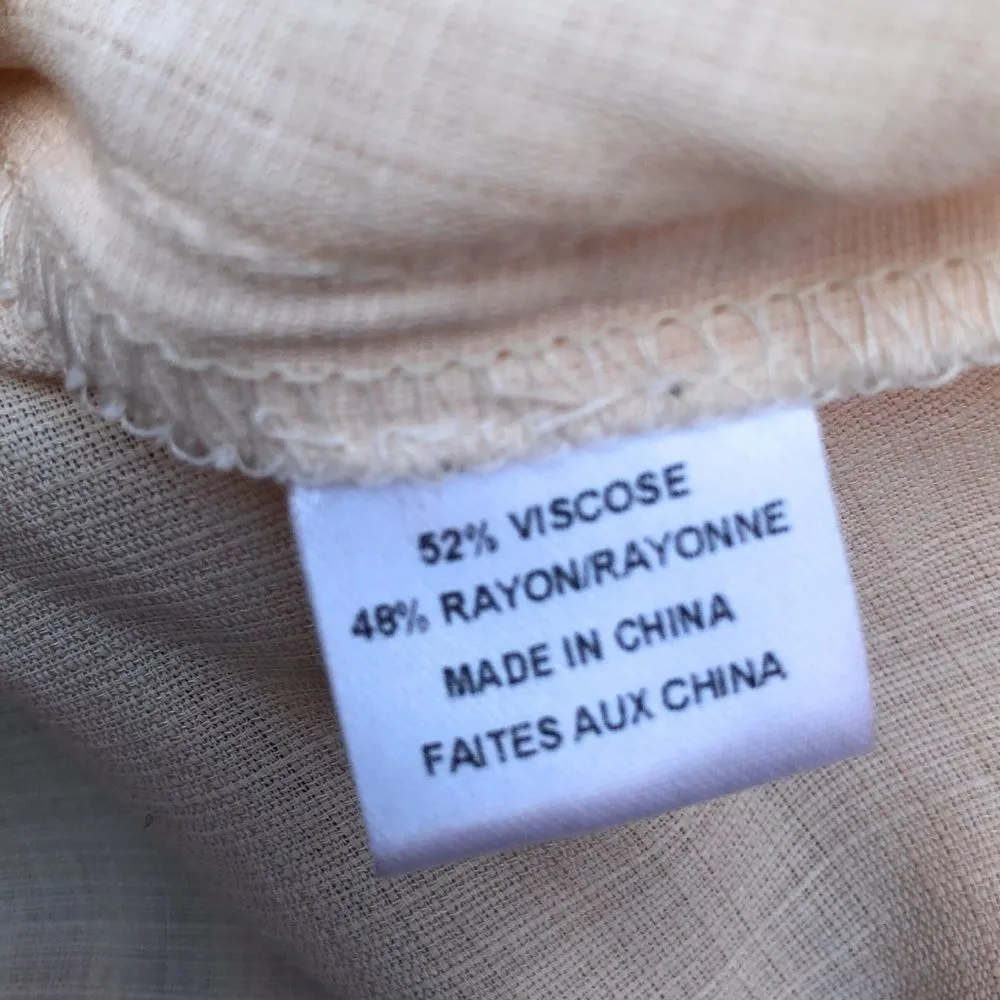 52% VISCOSE
48% RAYON/RAYONNE
MADE IN CHINA
FAITES AUX CHINA